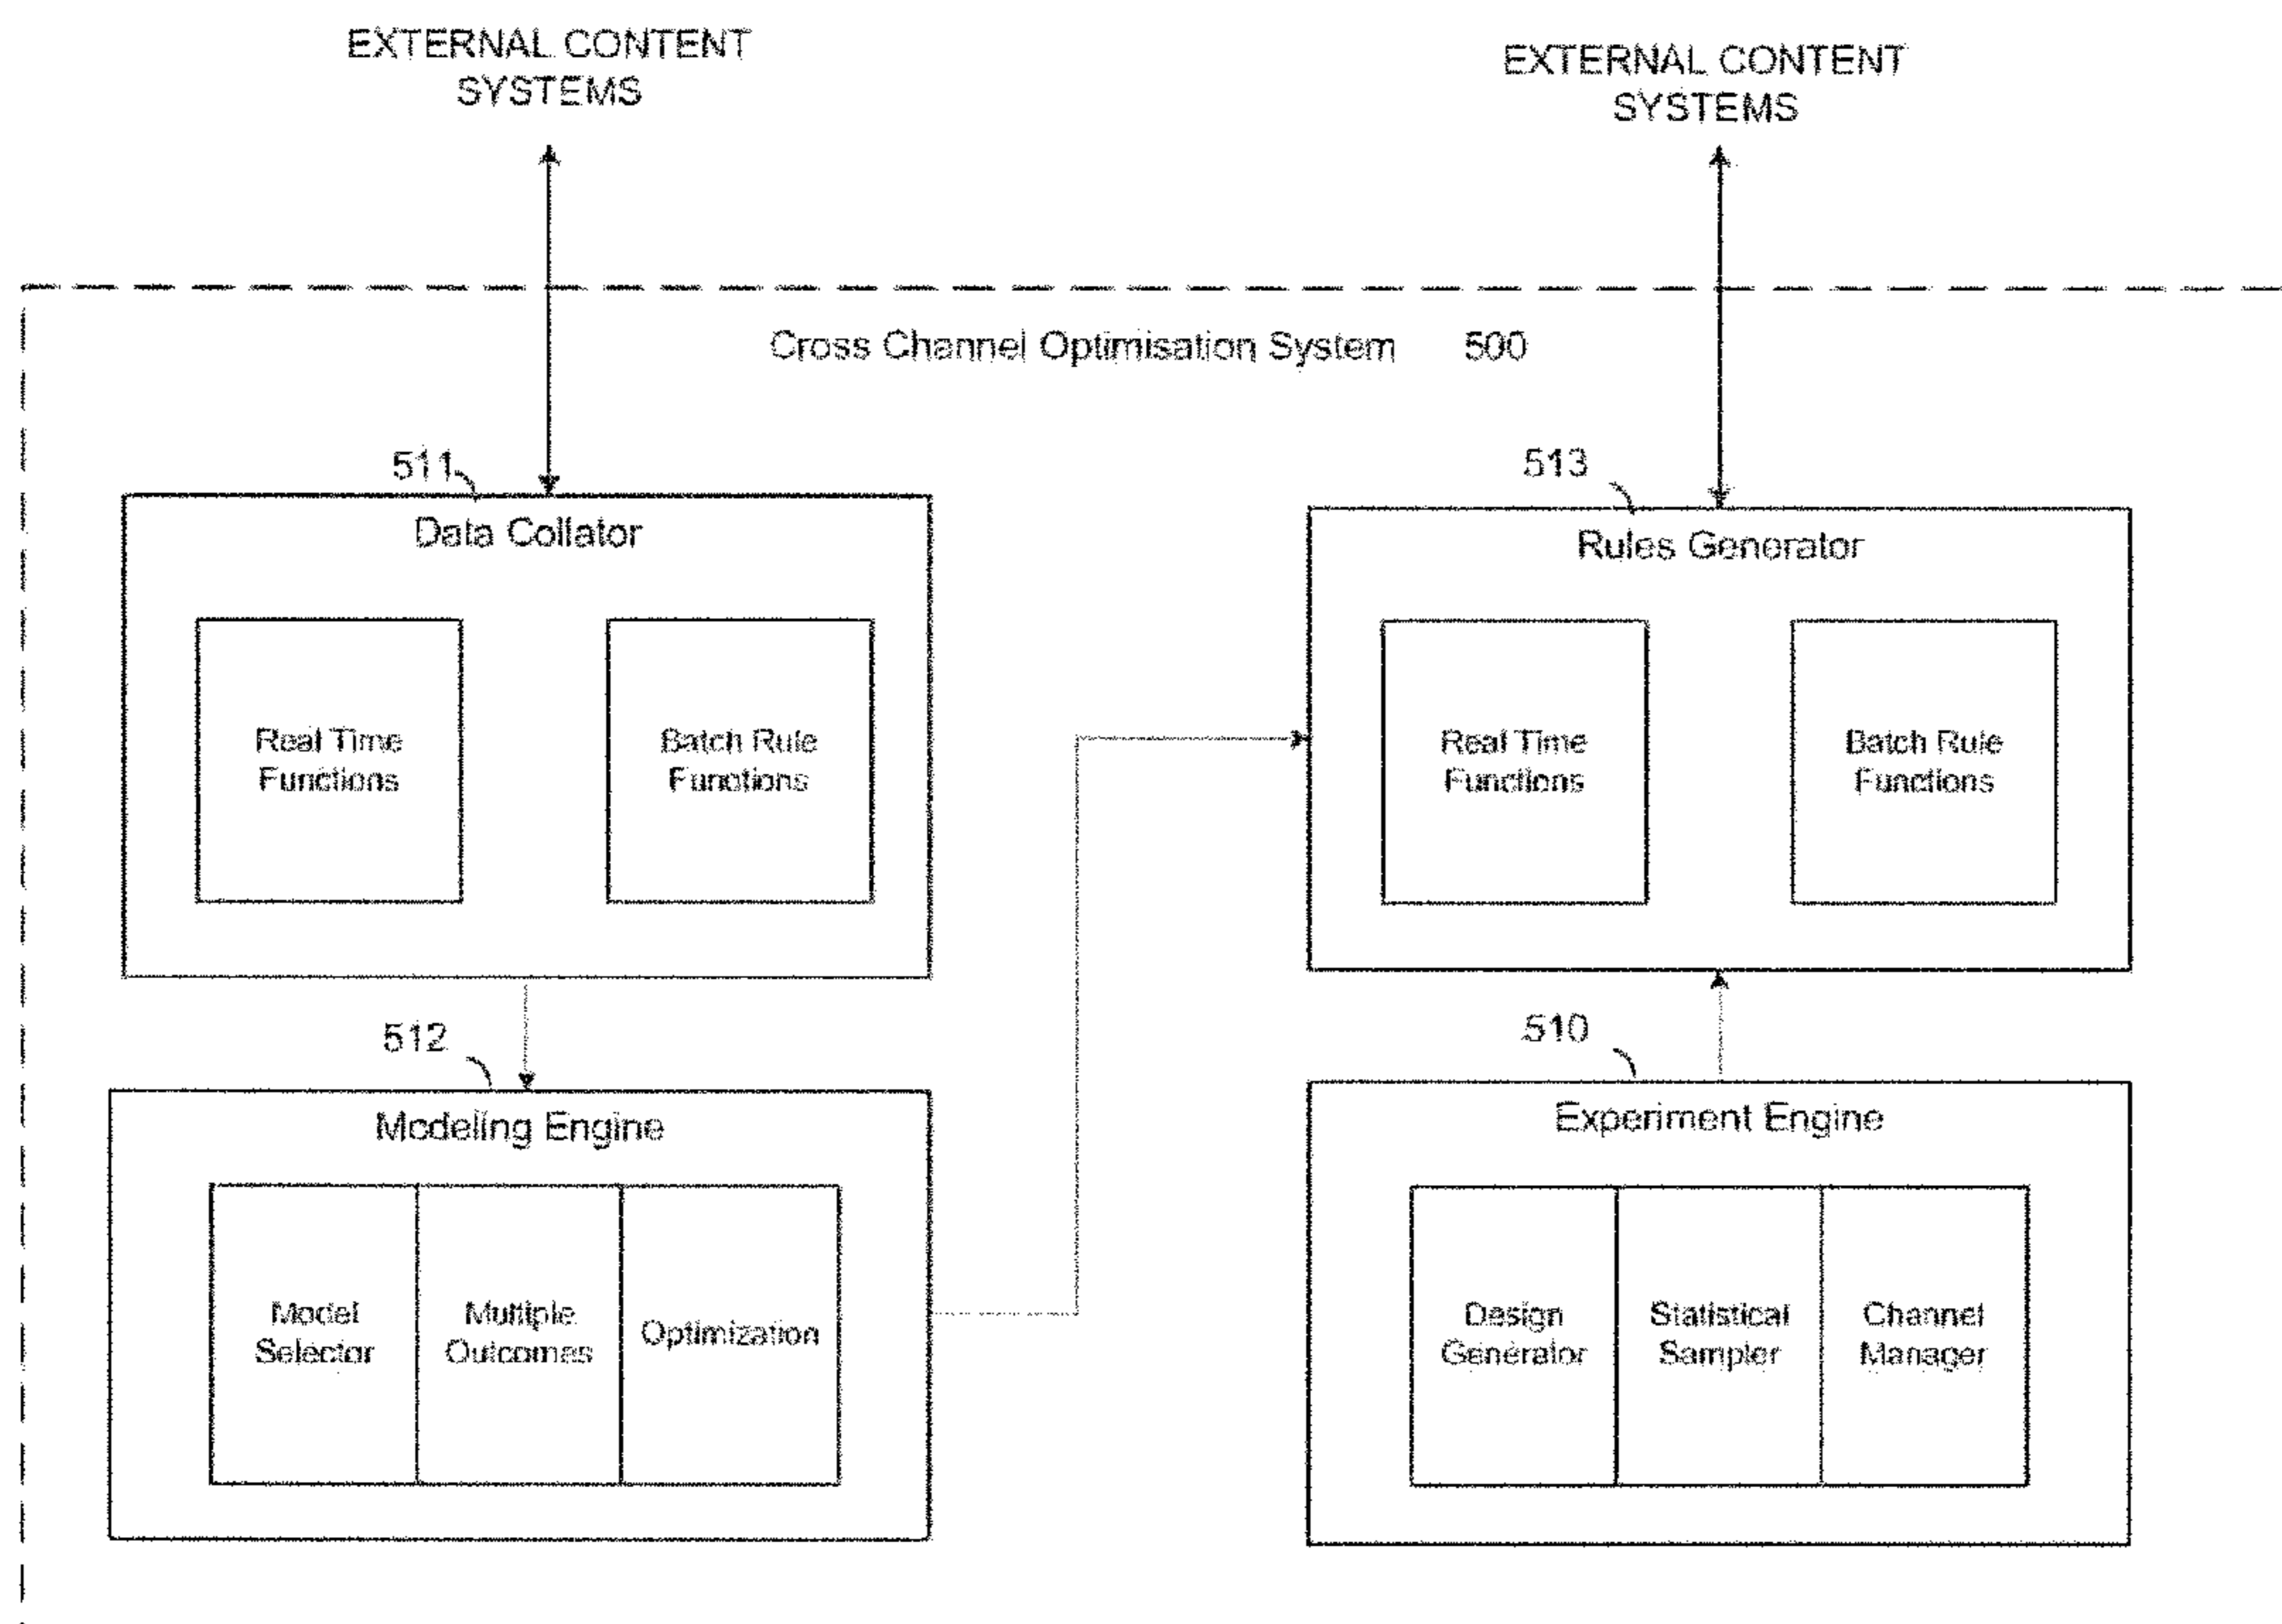 EXTERNAL CONTENT
SYSTEMS
EXTERNAL CONTENT
SYSTEMS
Cross Channel Optimisation System 500
511
Data Collator
Real Time
Functions
Batch Rule
Functions
513
Rules Generator
Real Time
Functions
Batch Rule
Functions
512
Modeling Engine
Model
Selector
Multiple
Outcomes
Optimization
510
Experiment Engine
Design
Generator
Statistical
Sampler
Channel
Manager